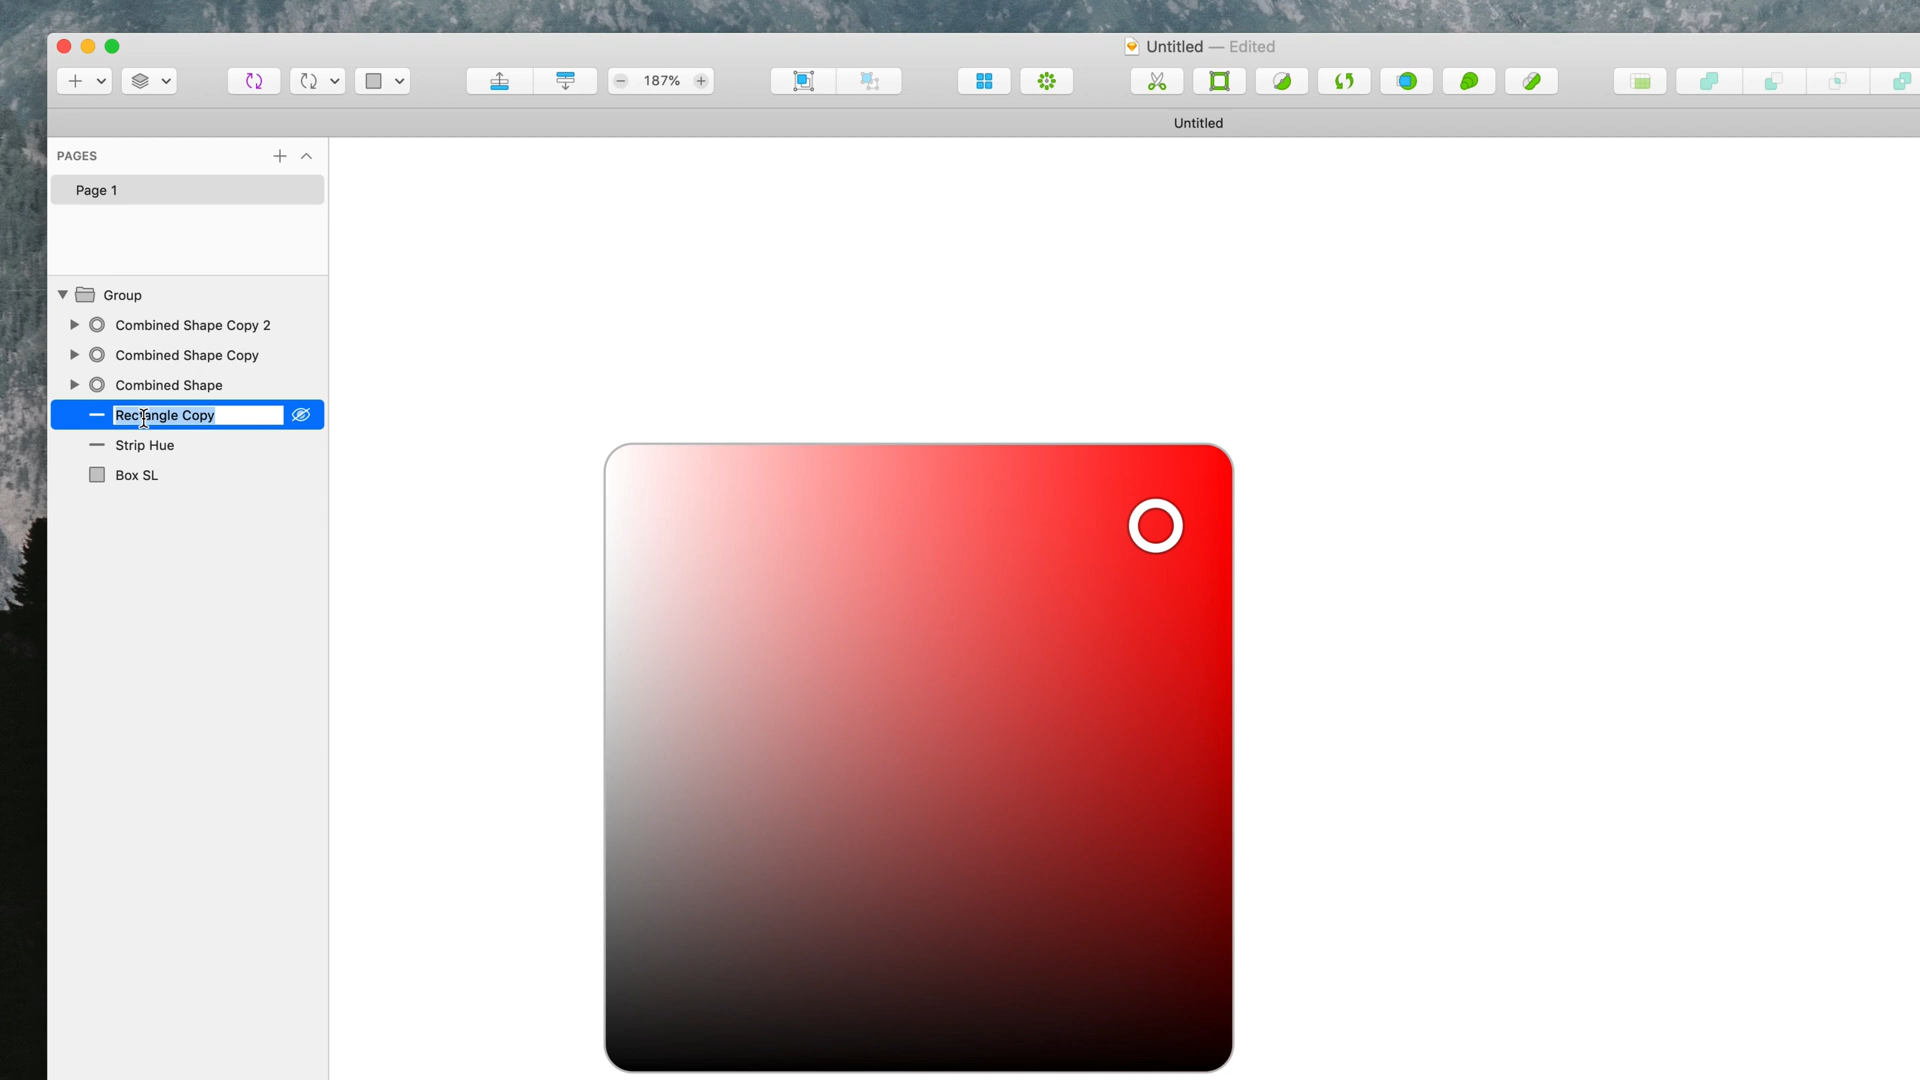 Untitled — Edited
187%
Untitled
PAGES
Page 1
Group
Combined Shape Copy 2
Combined Shape Copy
Combined Shape
Rectangle Copy
Strip Hue
Box SL